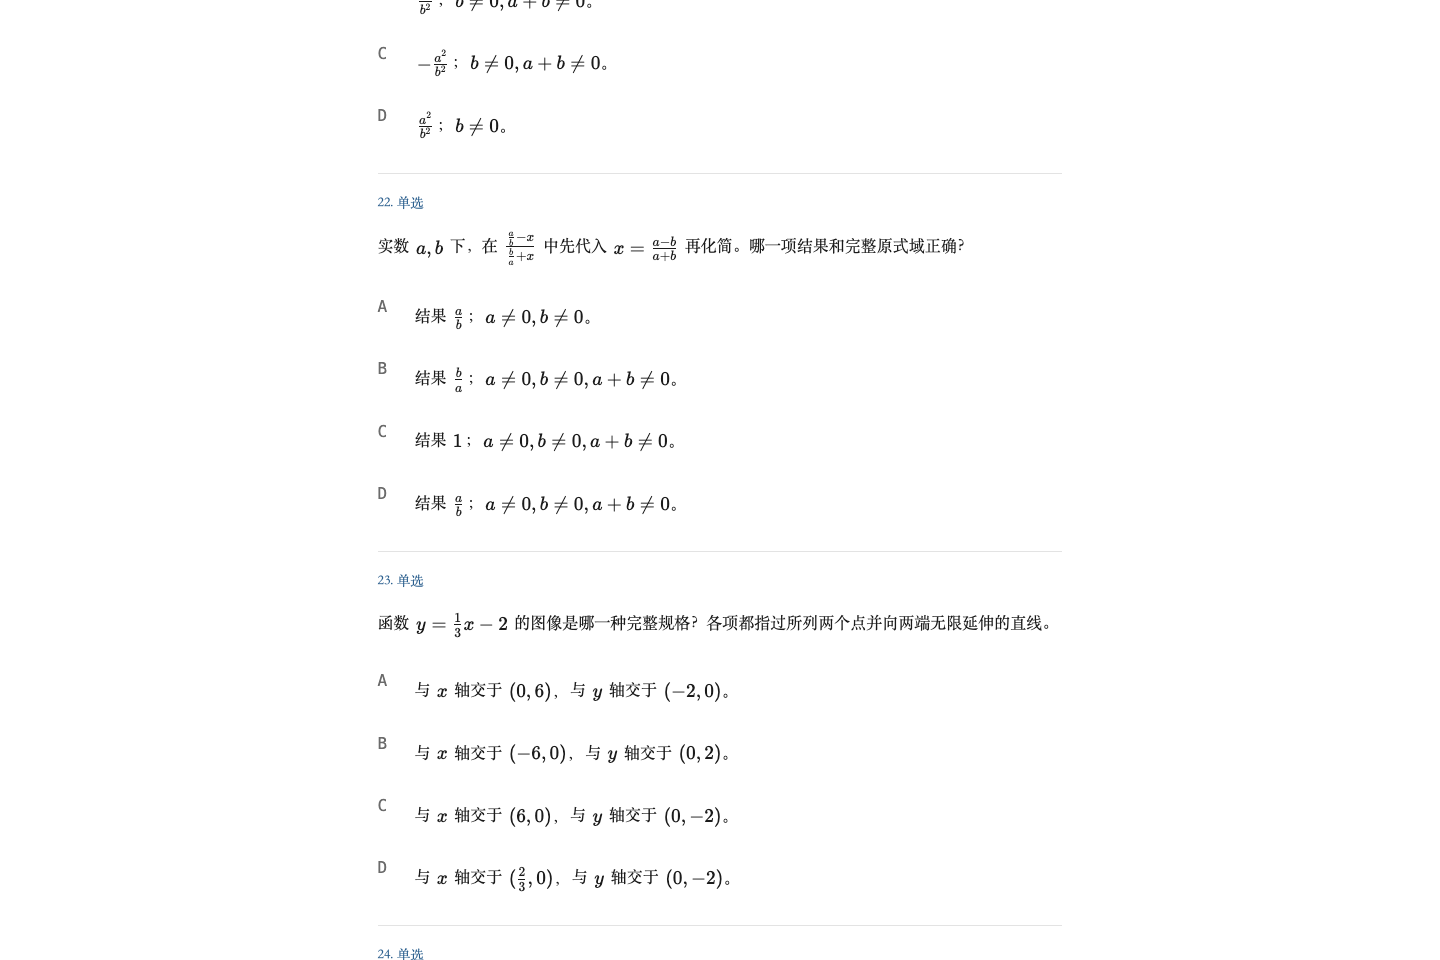 a²/b²； b ≠ 0, a + b ≠ 0。
C −a²/b²； b ≠ 0, a + b ≠ 0。
D a²/b²； b ≠ 0。
22. 单选
实数 a, b 下，在 (a/b−x)/(b/a+x) 中先代入 x = (a−b)/(a+b) 再化简。哪一项结果和完整原式域正确？
A 结果 a/b； a ≠ 0, b ≠ 0。
B 结果 b/a； a ≠ 0, b ≠ 0, a + b ≠ 0。
C 结果 1； a ≠ 0, b ≠ 0, a + b ≠ 0。
D 结果 a/b； a ≠ 0, b ≠ 0, a + b ≠ 0。
23. 单选
函数 y = 1/3 x − 2 的图像是哪一种完整规格？各项都指过所列两个点并向两端无限延伸的直线。
A 与 x 轴交于 (0, 6)，与 y 轴交于 (−2, 0)。
B 与 x 轴交于 (−6, 0)，与 y 轴交于 (0, 2)。
C 与 x 轴交于 (6, 0)，与 y 轴交于 (0, −2)。
D 与 x 轴交于 (2/3, 0)，与 y 轴交于 (0, −2)。
24. 单选